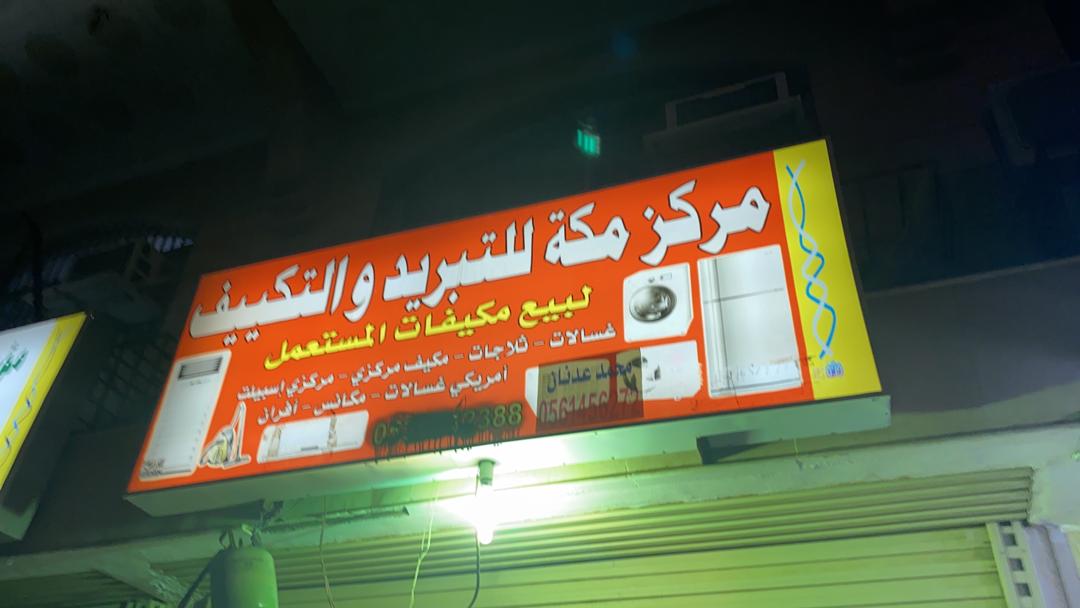 مركز مكة للتبريد والتكييف
لبيع مكيفات المستعمل
غسالات - ثلاجات - مكيف مركزي - مركزي إسبيلت
أمريكي غسالات - مكانس - أفران
محمد عدنان